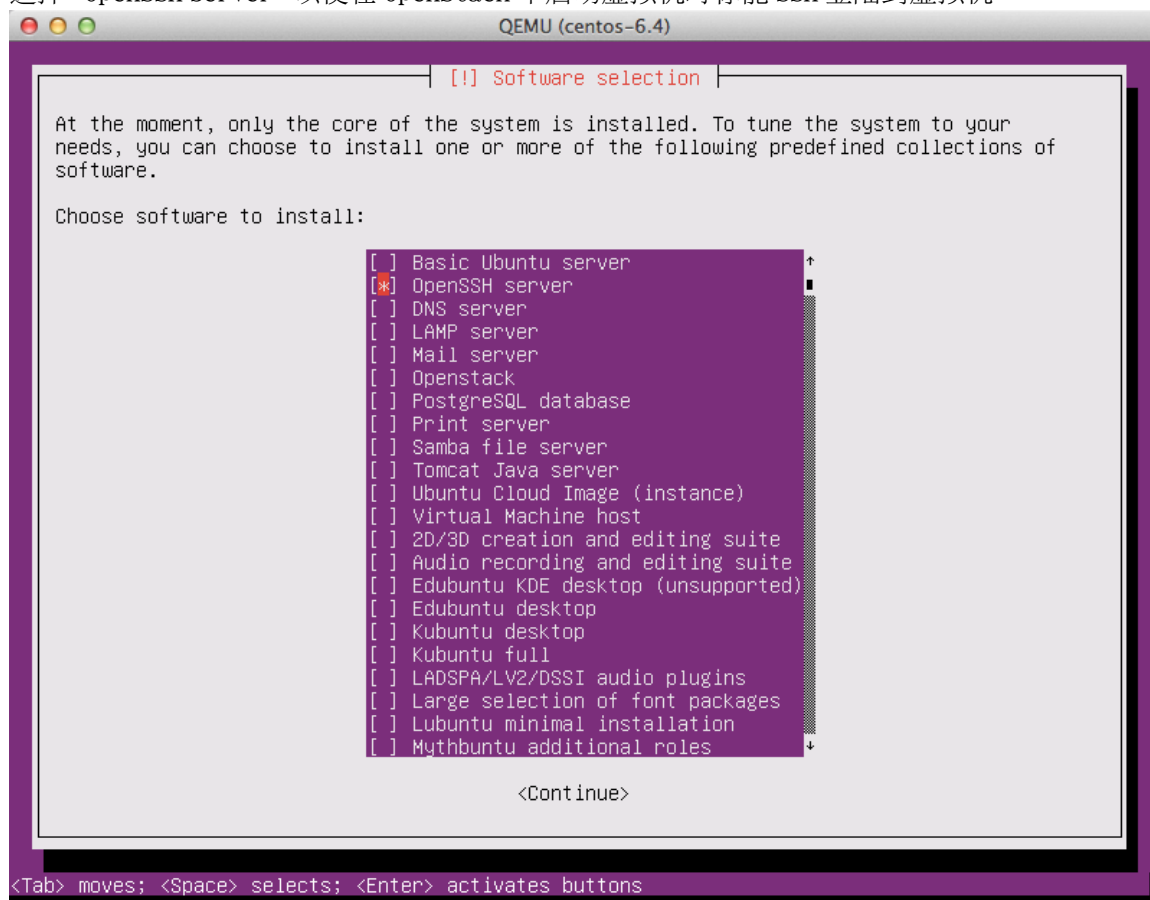 QEMU (centos-6.4)
[!] Software selection
At the moment, only the core of the system is installed. To tune the system to your
needs, you can choose to install one or more of the following predefined collections of
software.
Choose software to install:
[ ] Basic Ubuntu server
[*] OpenSSH server
[ ] DNS server
[ ] LAMP server
[ ] Mail server
[ ] Openstack
[ ] PostgreSQL database
[ ] Print server
[ ] Samba file server
[ ] Tomcat Java server
[ ] Ubuntu Cloud Image (instance)
[ ] Virtual Machine host
[ ] 2D/3D creation and editing suite
[ ] Audio recording and editing suite
[ ] Edubuntu KDE desktop (unsupported)
[ ] Edubuntu desktop
[ ] Kubuntu desktop
[ ] Kubuntu full
[ ] LADSPA/LV2/DSSI audio plugins
[ ] Large selection of font packages
[ ] Lubuntu minimal installation
[ ] Mythbuntu additional roles
<Continue>
<Tab> moves; <Space> selects; <Enter> activates buttons